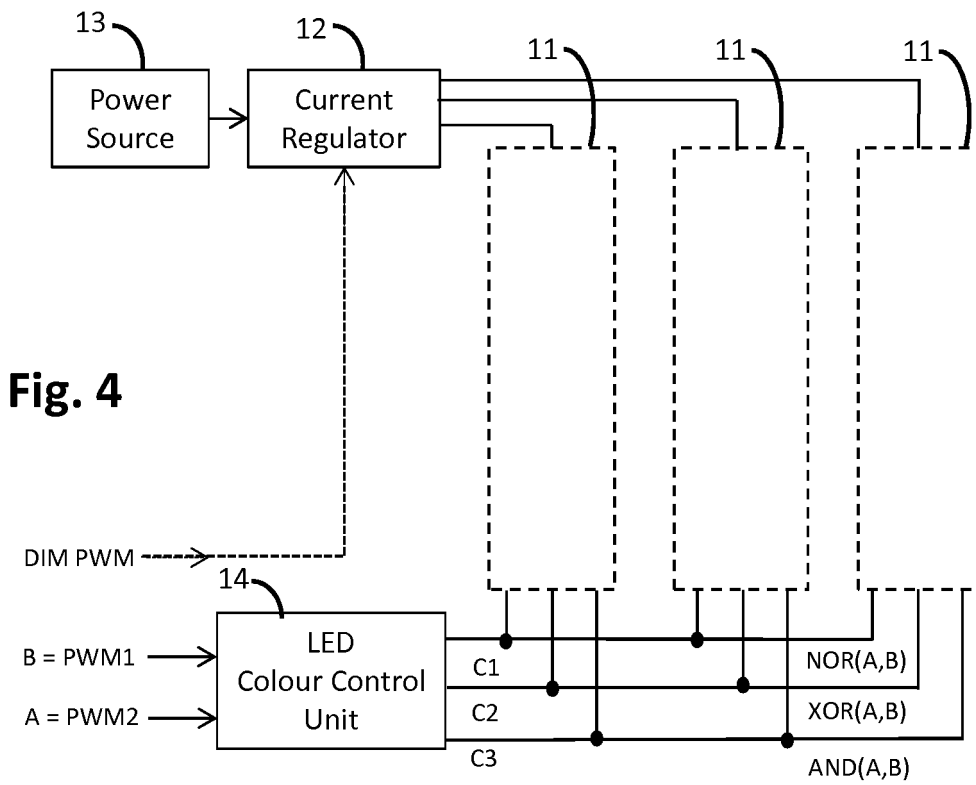 13
12
11
11
11
Power
Source
Current
Regulator
Fig. 4
DIM PWM
14
B = PWM1
A = PWM2
LED
Colour Control
Unit
C1
C2
C3
NOR(A,B)
XOR(A,B)
AND(A,B)